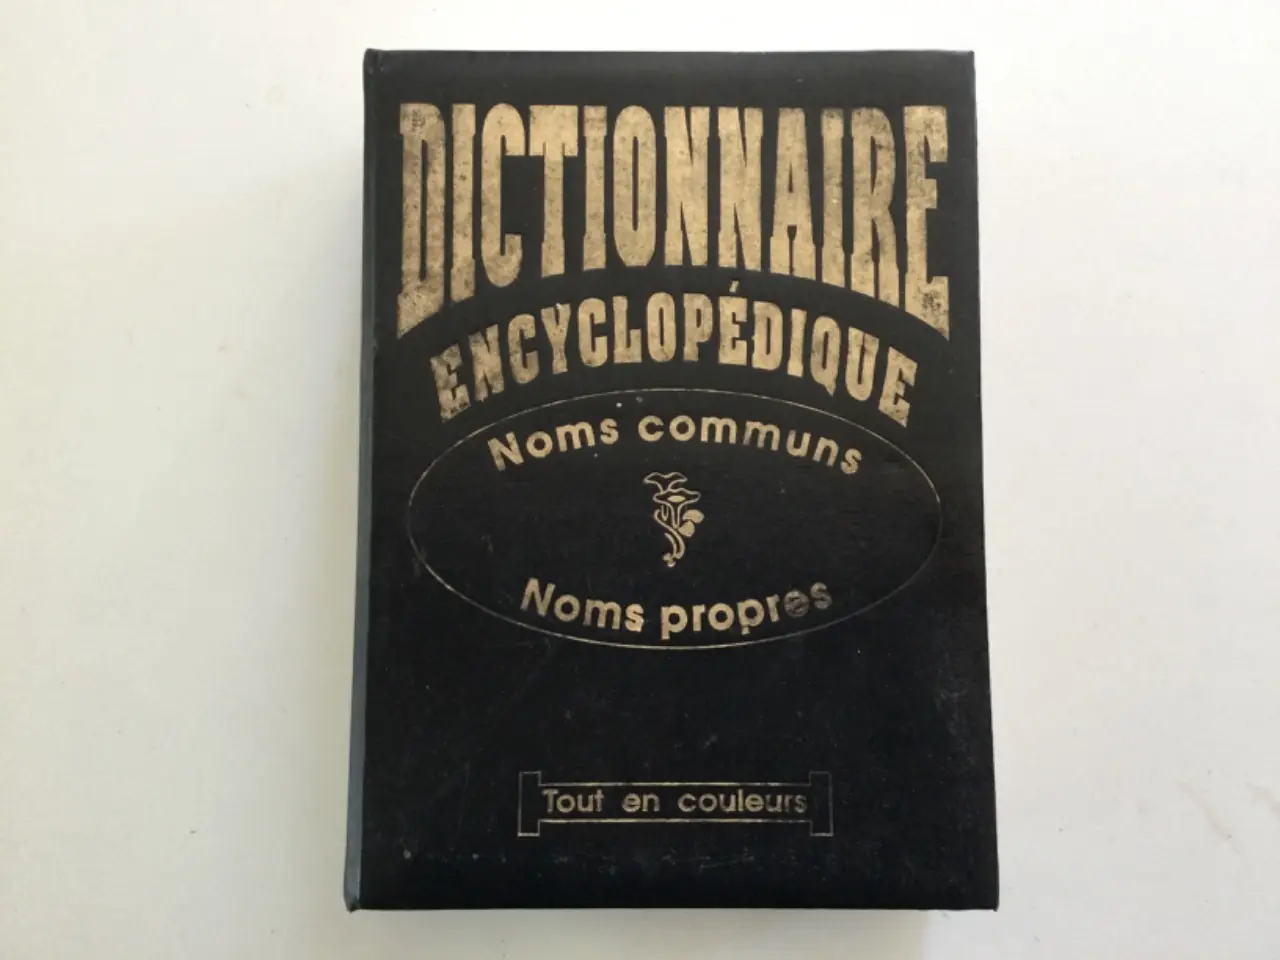 DICTIONNAIRE
ENCYCLOPÉDIQUE
Noms communs
Noms propres
Tout en couleurs